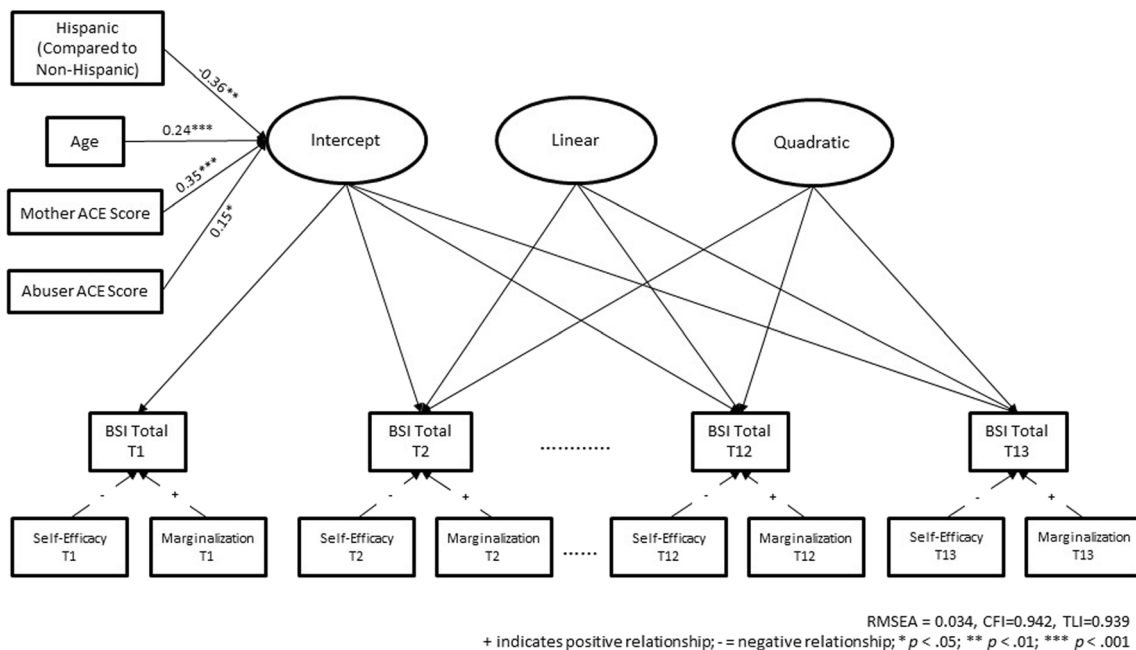 Hispanic
(Compared to
Non-Hispanic)
-0.36**
Age
0.24***
Mother ACE Score
0.35***
Abuser ACE Score
0.15*
Intercept
Linear
Quadratic
BSI Total
T1
BSI Total
T2
............
BSI Total
T12
BSI Total
T13
-
+
-
+
-
+
-
+
Self-Efficacy
T1
Marginalization
T1
Self-Efficacy
T2
Marginalization
T2
......
Self-Efficacy
T12
Marginalization
T12
Self-Efficacy
T13
Marginalization
T13
RMSEA = 0.034, CFI=0.942, TLI=0.939
+ indicates positive relationship; - = negative relationship; * p < .05; ** p < .01; *** p < .001